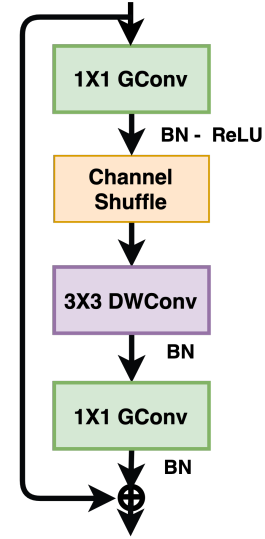 1X1 GConv
BN - ReLU
Channel
Shuffle
3X3 DWConv
BN
1X1 GConv
BN